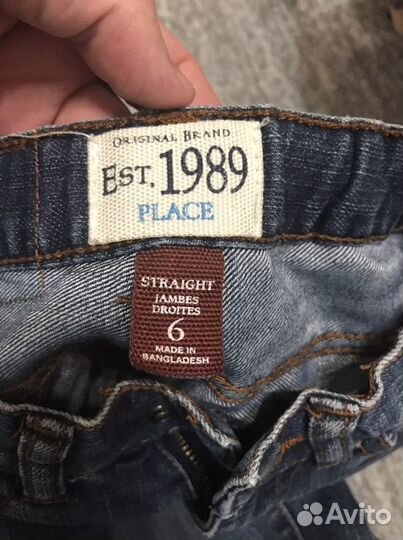 ORIGINAL BRAND
EST. 1989
PLACE
STRAIGHT
JAMBES
DROITES
6
MADE IN
BANGLADESH
Avito